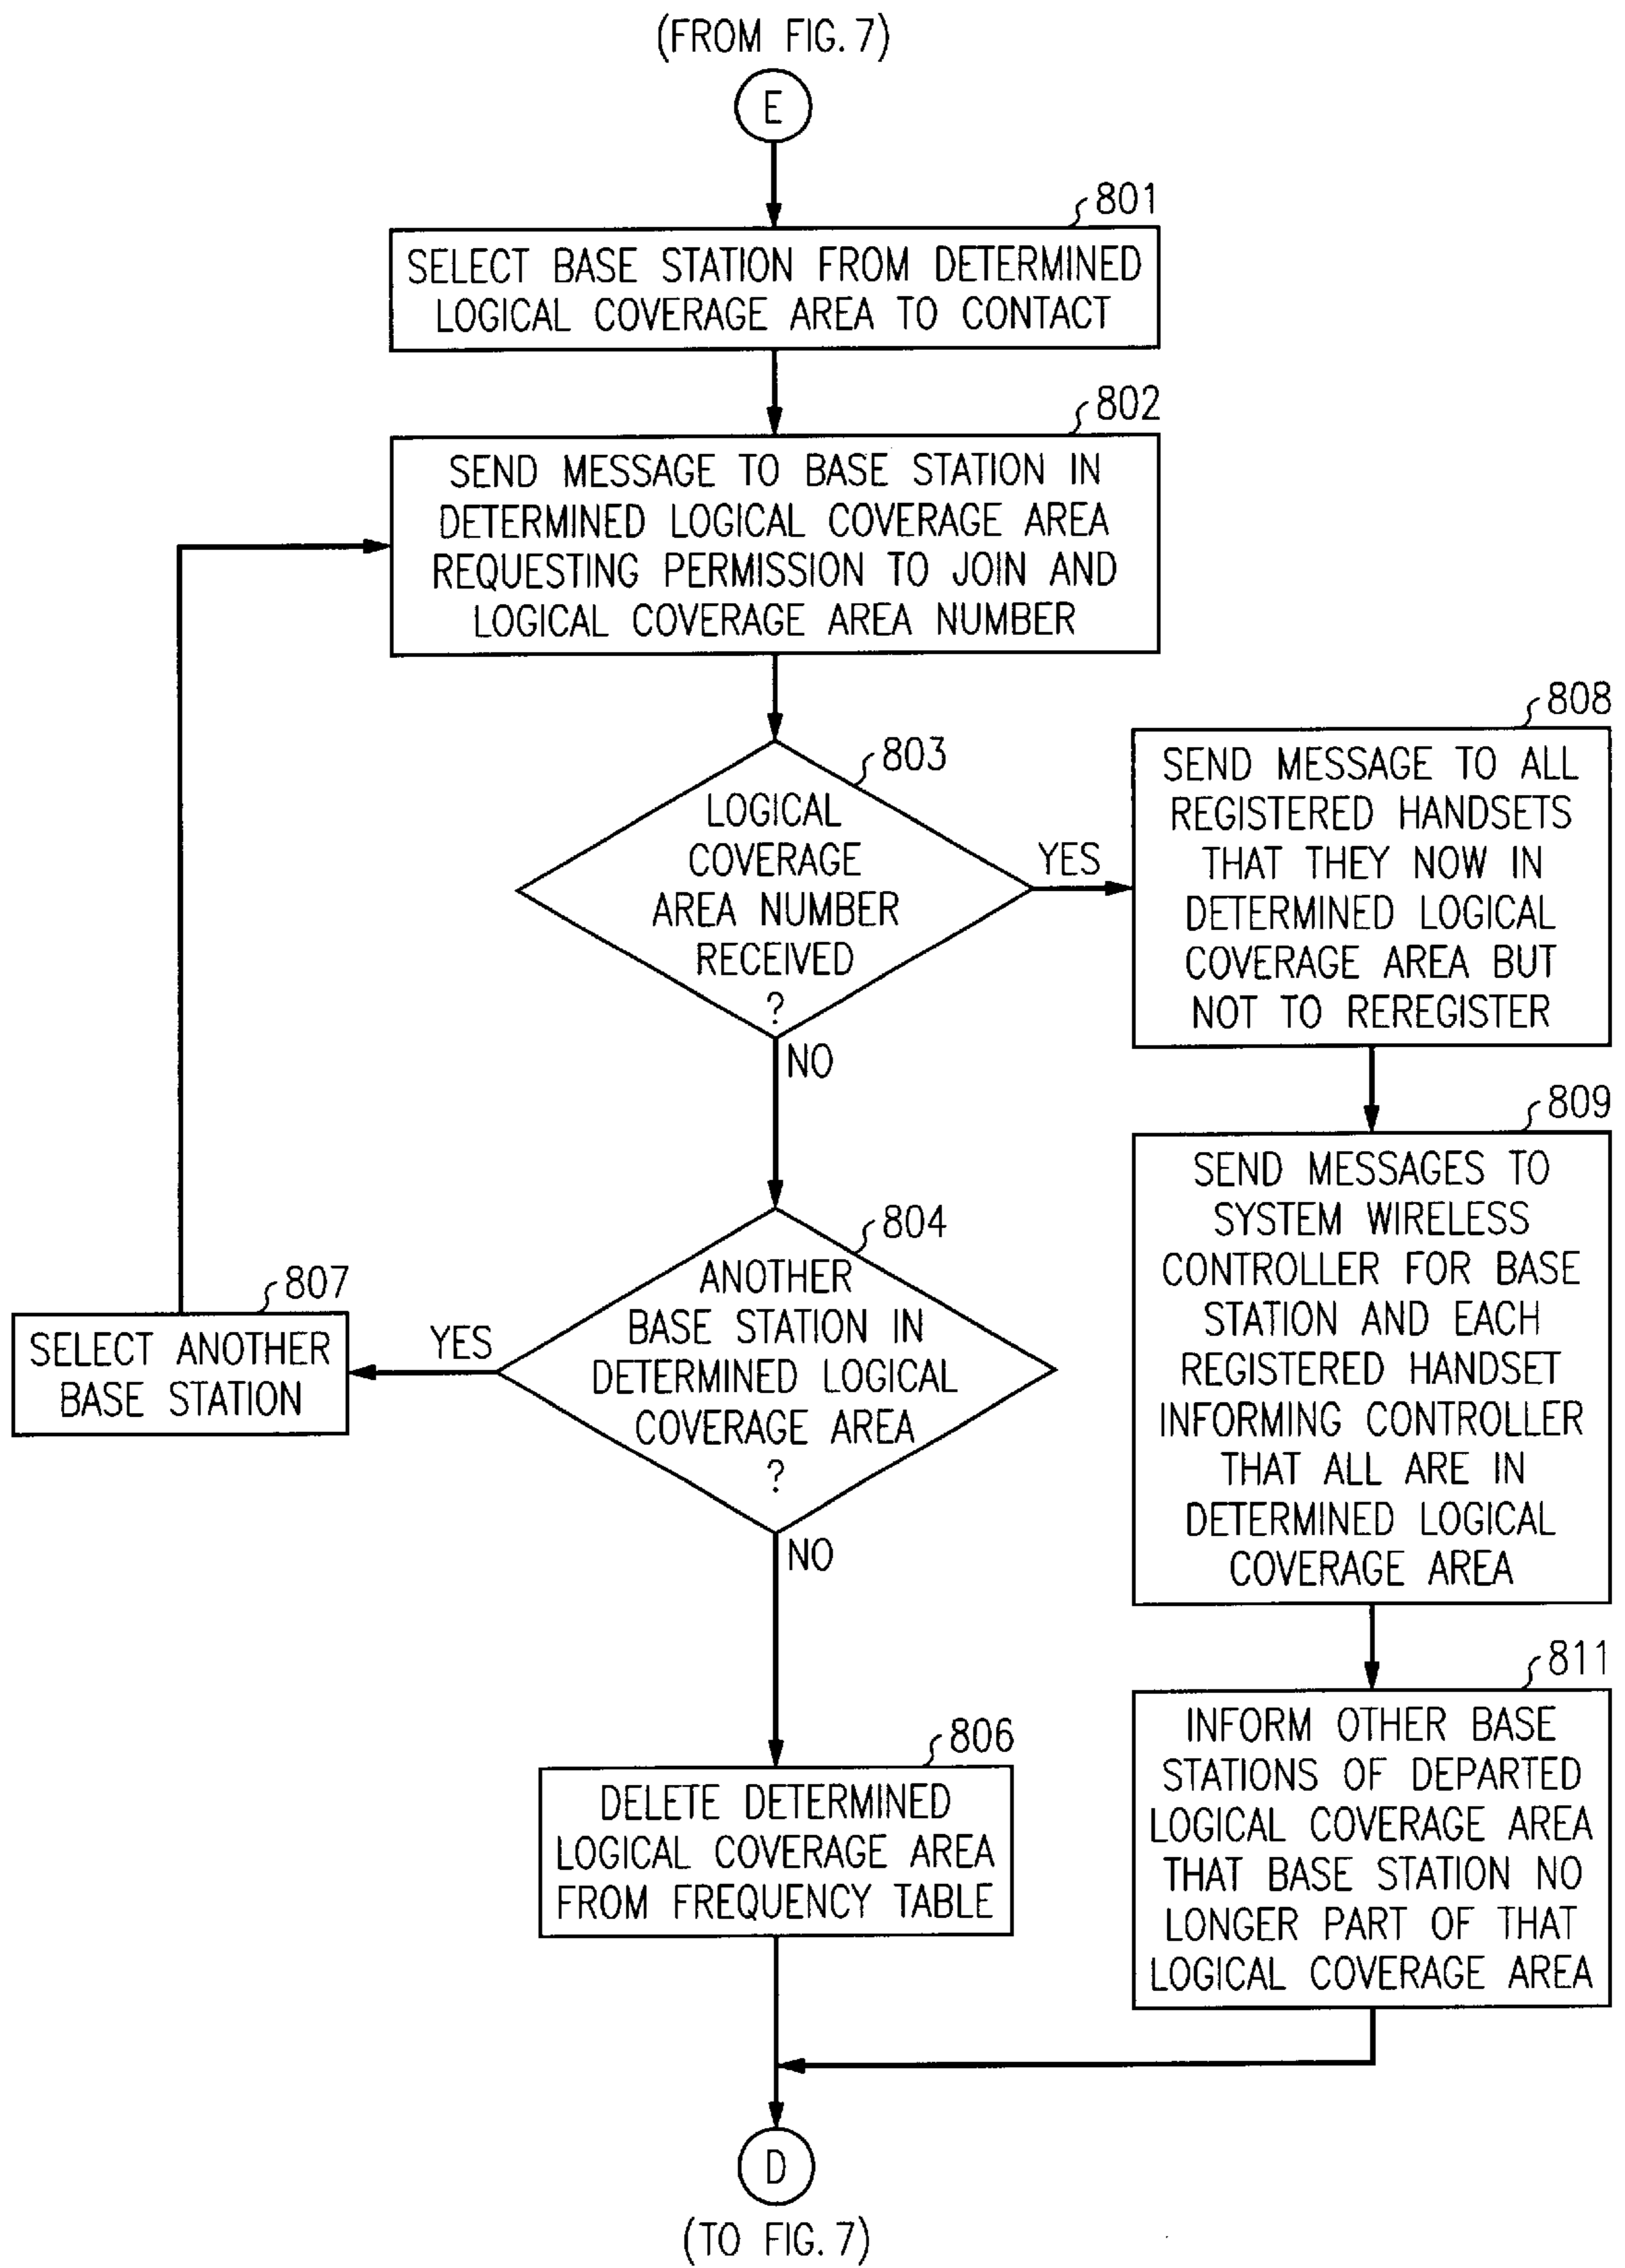 (FROM FIG. 7)
E
801
SELECT BASE STATION FROM DETERMINED
LOGICAL COVERAGE AREA TO CONTACT
802
SEND MESSAGE TO BASE STATION IN
DETERMINED LOGICAL COVERAGE AREA
REQUESTING PERMISSION TO JOIN AND
LOGICAL COVERAGE AREA NUMBER
803
LOGICAL
COVERAGE
AREA NUMBER
RECEIVED
?
YES
NO
808
SEND MESSAGE TO ALL
REGISTERED HANDSETS
THAT THEY NOW IN
DETERMINED LOGICAL
COVERAGE AREA BUT
NOT TO REREGISTER
809
SEND MESSAGES TO
SYSTEM WIRELESS
CONTROLLER FOR BASE
STATION AND EACH
REGISTERED HANDSET
INFORMING CONTROLLER
THAT ALL ARE IN
DETERMINED LOGICAL
COVERAGE AREA
804
ANOTHER
BASE STATION IN
DETERMINED LOGICAL
COVERAGE AREA
?
YES
NO
807
SELECT ANOTHER
BASE STATION
806
DELETE DETERMINED
LOGICAL COVERAGE AREA
FROM FREQUENCY TABLE
811
INFORM OTHER BASE
STATIONS OF DEPARTED
LOGICAL COVERAGE AREA
THAT BASE STATION NO
LONGER PART OF THAT
LOGICAL COVERAGE AREA
D
(TO FIG. 7)